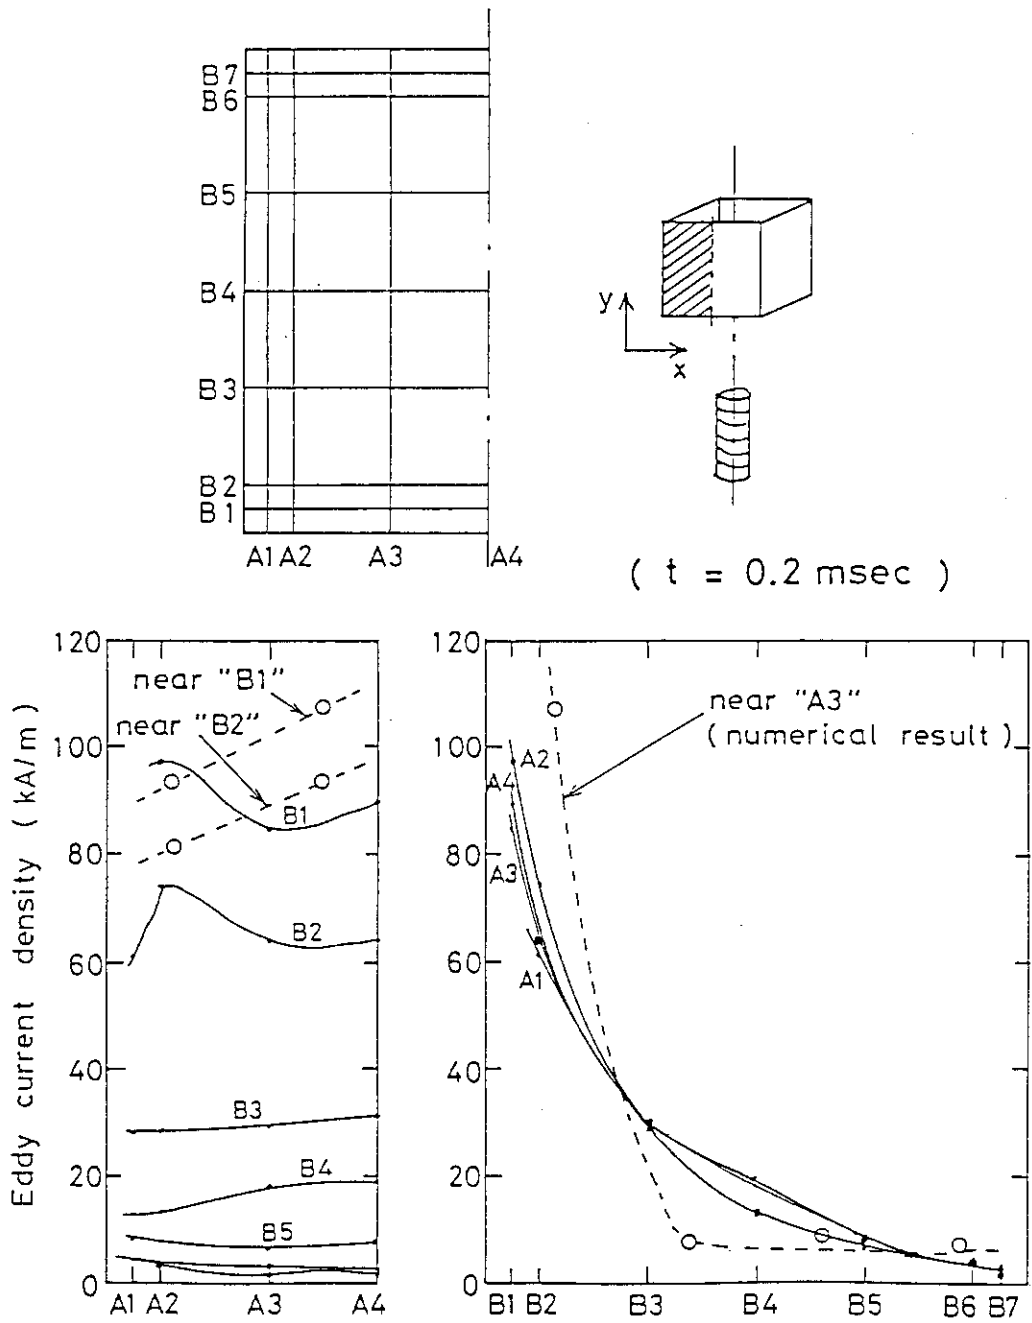 B7
B6
B5
B4
B3
B2
B1
A1 A2 A3 A4
y
x
( t = 0.2 msec )
Eddy current density ( kA/m )
120
100
80
60
40
20
0
near "B1"
near "B2"
B1
B2
B3
B4
B5
A1 A2 A3 A4
120
100
80
60
40
20
0
near "A3"
( numerical result )
A2
A4
A3
A1
B1 B2 B3 B4 B5 B6 B7